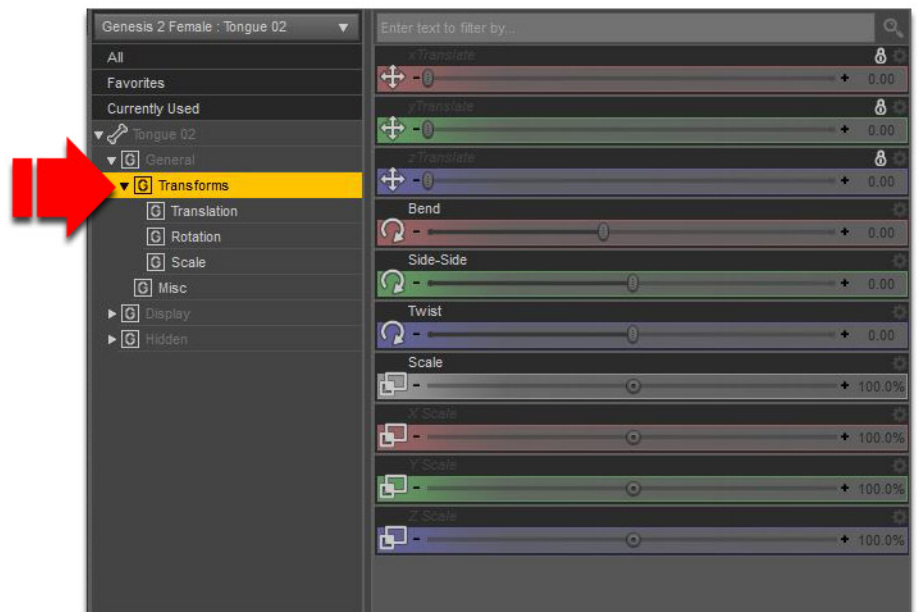 Genesis 2 Female : Tongue 02
All
Favorites
Currently Used
Tongue 02
G General
G Transforms
G Translation
G Rotation
G Scale
G Misc
G Display
G Hidden
Enter text to filter by...
xTranslate
- + 0.00
yTranslate
- + 0.00
zTranslate
- + 0.00
Bend
- + 0.00
Side-Side
- + 0.00
Twist
- + 0.00
Scale
- + 100.0%
X Scale
- + 100.0%
Y Scale
- + 100.0%
Z Scale
- + 100.0%